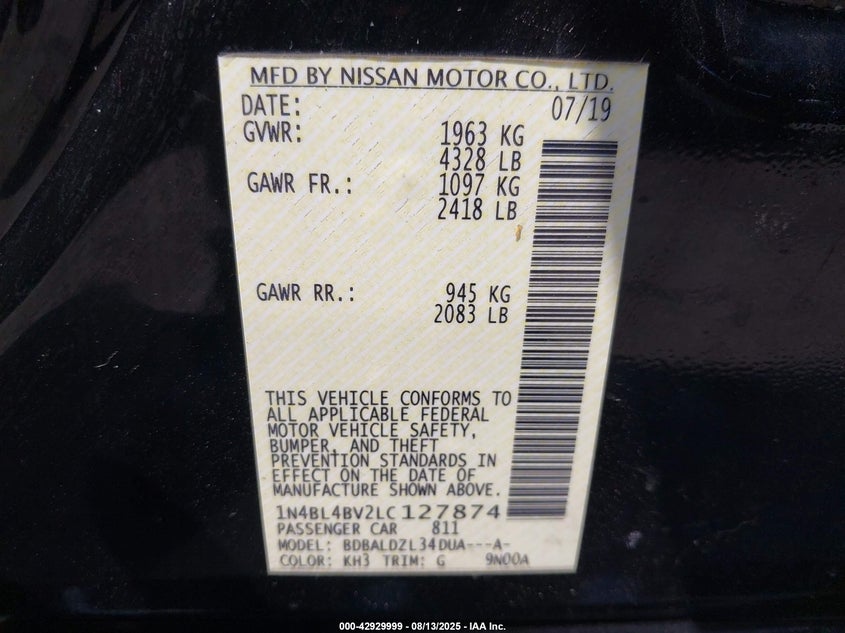 MFD BY NISSAN MOTOR CO., LTD.
DATE: 07/19
GVWR: 1963 KG
4328 LB
GAWR FR.: 1097 KG
2418 LB
GAWR RR.: 945 KG
2083 LB
THIS VEHICLE CONFORMS TO
ALL APPLICABLE FEDERAL
MOTOR VEHICLE SAFETY,
BUMPER, AND THEFT
PREVENTION STANDARDS IN
EFFECT ON THE DATE OF
MANUFACTURE SHOWN ABOVE.
1N4BL4BV2LC127874
PASSENGER CAR 811
MODEL: BDBALDZL34DUA---A-
COLOR: KH3 TRIM: G 9N00A
000-42929999 - 08/13/2025 - IAA Inc.